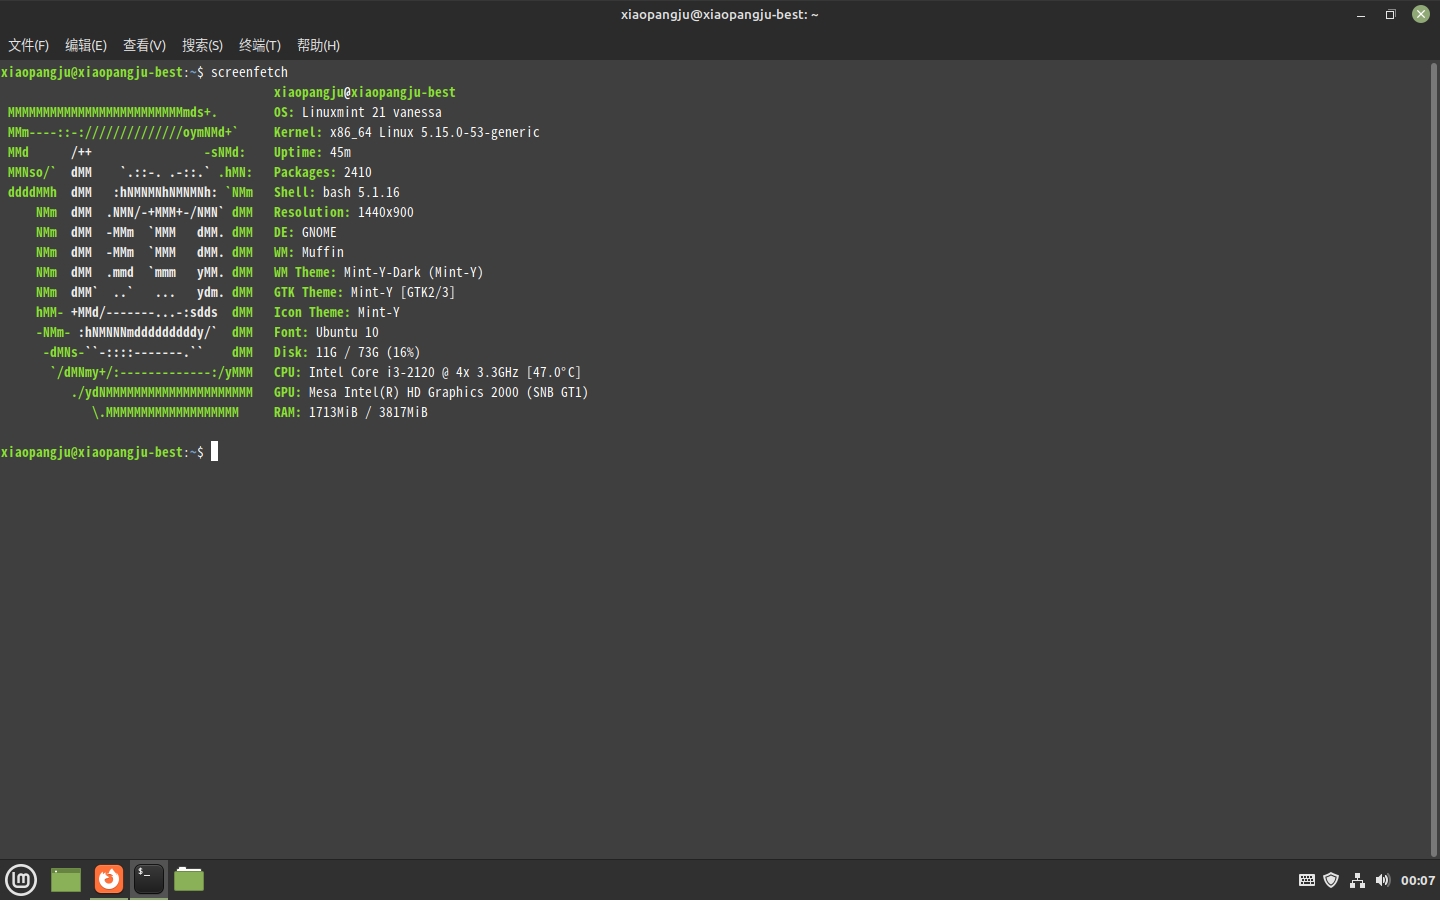 xiaopangju@xiaopangju-best: ~
文件(F) 编辑(E) 查看(V) 搜索(S) 终端(T) 帮助(H)
xiaopangju@xiaopangju-best:~$ screenfetch
                                       xiaopangju@xiaopangju-best
 MMMMMMMMMMMMMMMMMMMMMMMMMmds+.        OS: Linuxmint 21 vanessa
 MMm----::-://////////////oymNMd+`     Kernel: x86_64 Linux 5.15.0-53-generic
 MMd      /++                -sNMd:    Uptime: 45m
 MMNso/`  dMM    `.::-. .-::.` .hMN:   Packages: 2410
 ddddMMh  dMM   :hNMNMNhNMNMNh: `NMm   Shell: bash 5.1.16
     NMm  dMM  .NMN/-+MMM+-/NMN` dMM   Resolution: 1440x900
     NMm  dMM  -MMm  `MMM   dMM. dMM   DE: GNOME
     NMm  dMM  -MMm  `MMM   dMM. dMM   WM: Muffin
     NMm  dMM  .mmd  `mmm   yMM. dMM   WM Theme: Mint-Y-Dark (Mint-Y)
     NMm  dMM`  ..`   ...   ydm. dMM   GTK Theme: Mint-Y [GTK2/3]
     hMM- +MMd/-------...-:sdds  dMM   Icon Theme: Mint-Y
     -NMm- :hNMNNNmdddddddddy/`  dMM   Font: Ubuntu 10
      -dMNs-``-::::-------.``    dMM   Disk: 11G / 73G (16%)
       `/dMNmy+/:-------------:/yMMM   CPU: Intel Core i3-2120 @ 4x 3.3GHz [47.0°C]
          ./ydNMMMMMMMMMMMMMMMMMMMMM   GPU: Mesa Intel(R) HD Graphics 2000 (SNB GT1)
             \.MMMMMMMMMMMMMMMMMMM     RAM: 1713MiB / 3817MiB
xiaopangju@xiaopangju-best:~$
$_
00:07